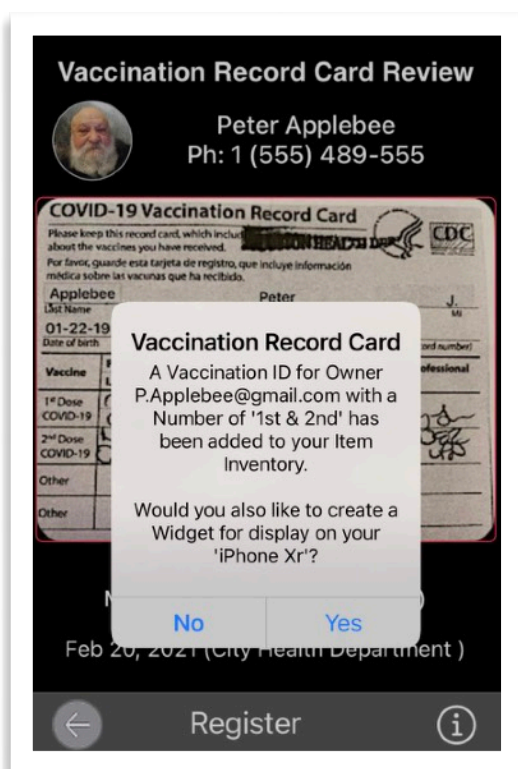 Vaccination Record Card Review
Peter Applebee
Ph: 1 (555) 489-555
COVID-19 Vaccination Record Card
Please keep this record card, which includ
about the vaccines you have received.
Por favor, guarde esta tarjeta de registro, que incluye información
médica sobre las vacunas que ha recibido.
CDC
Applebee Peter J.
Last Name MI
01-22-19
Date of birth ord number)
Vaccine ofessional
1st Dose
COVID-19
2nd Dose
COVID-19
Other
Other
Vaccination Record Card
A Vaccination ID for Owner
P.Applebee@gmail.com with a
Number of '1st & 2nd' has
been added to your Item
Inventory.
Would you also like to create a
Widget for display on your
'iPhone Xr'?
No Yes
Feb 20, 2021 (City Health Department )
Register